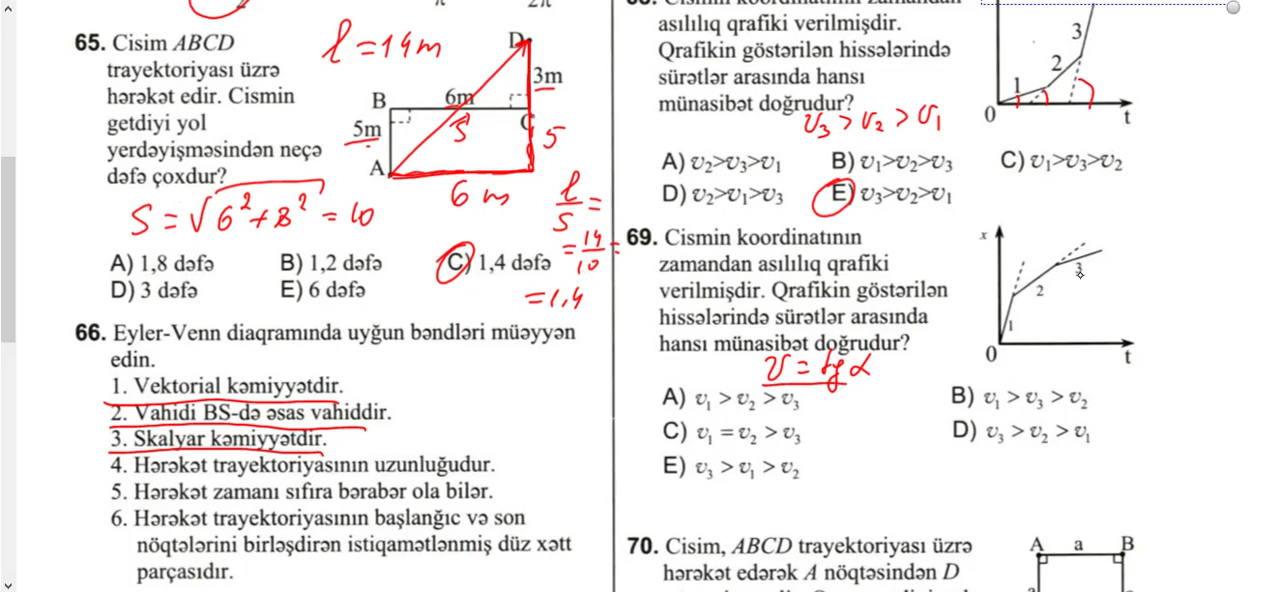 65. Cisim ABCD
trayektoriyası üzrə
hərəkət edir. Cismin
getdiyi yol
yerdəyişməsindən neçə
dəfə çoxdur?
l = 14m
D
3m
B
6m
C
5m
S
5
A
6 m
S = √6²+8² = 10
l/S =
= 14/10 =
= 1,4
A) 1,8 dəfə
B) 1,2 dəfə
C) 1,4 dəfə
D) 3 dəfə
E) 6 dəfə
66. Eyler-Venn diaqramında uyğun bəndləri müəyyən
edin.
1. Vektorial kəmiyyətdir.
2. Vahidi BS-də əsas vahiddir.
3. Skalyar kəmiyyətdir.
4. Hərəkət trayektoriyasının uzunluğudur.
5. Hərəkət zamanı sıfıra bərabər ola bilər.
6. Hərəkət trayektoriyasının başlanğıc və son
nöqtələrini birləşdirən istiqamətlənmiş düz xətt
parçasıdır.
asılılıq qrafiki verilmişdir.
Qrafikin göstərilən hissələrində
sürətlər arasında hansı
münasibət doğrudur?
υ3 > υ2 > υ1
1
2
3
0
t
A) υ2>υ3>υ1
B) υ1>υ2>υ3
C) υ1>υ3>υ2
D) υ2>υ1>υ3
E) υ3>υ2>υ1
69. Cismin koordinatının
zamandan asılılıq qrafiki
verilmişdir. Qrafikin göstərilən
hissələrində sürətlər arasında
hansı münasibət doğrudur?
υ = tgα
x
1
2
3
0
t
A) υ1 > υ2 > υ3
B) υ1 > υ3 > υ2
C) υ1 = υ2 > υ3
D) υ3 > υ2 > υ1
E) υ3 > υ1 > υ2
70. Cisim, ABCD trayektoriyası üzrə
hərəkət edərək A nöqtəsindən D
A
a
B